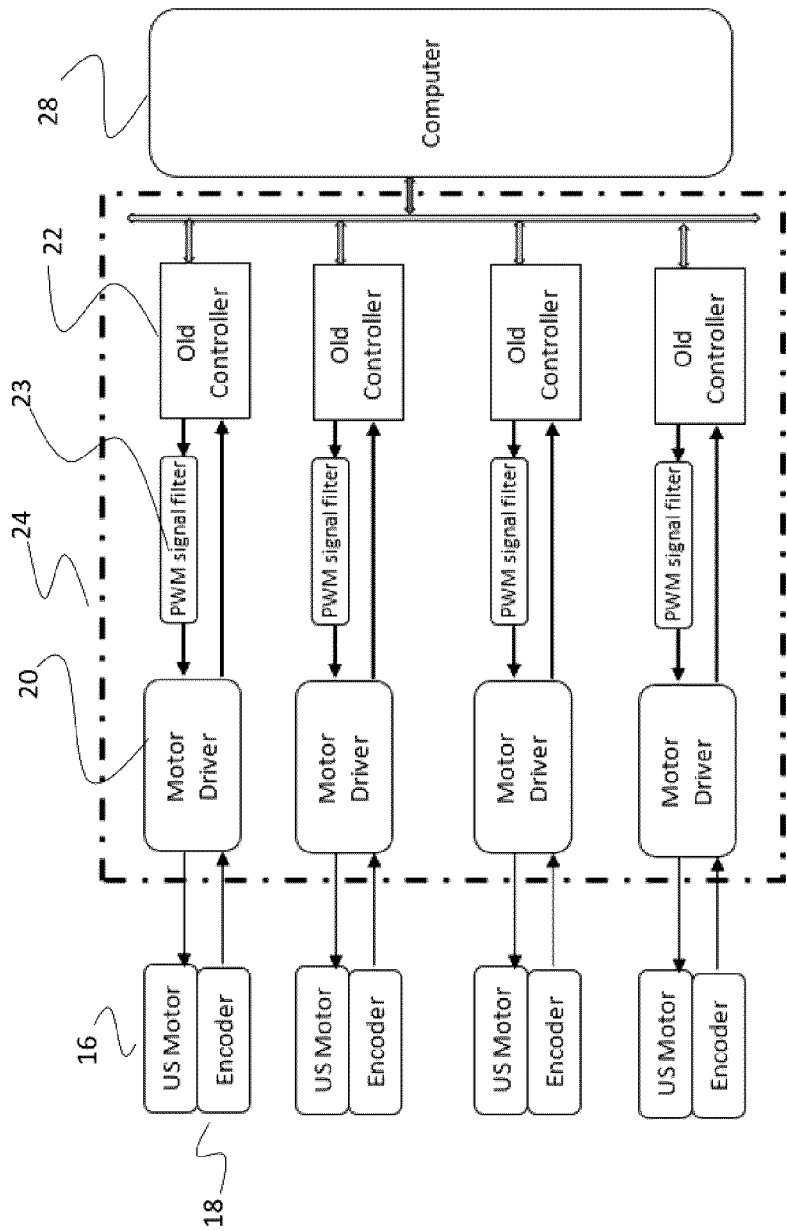 16
18
20
24
23
22
28
US Motor
Encoder
Motor
Driver
PWM signal filter
Old
Controller
US Motor
Encoder
Motor
Driver
PWM signal filter
Old
Controller
US Motor
Encoder
Motor
Driver
PWM signal filter
Old
Controller
US Motor
Encoder
Motor
Driver
PWM signal filter
Old
Controller
Computer